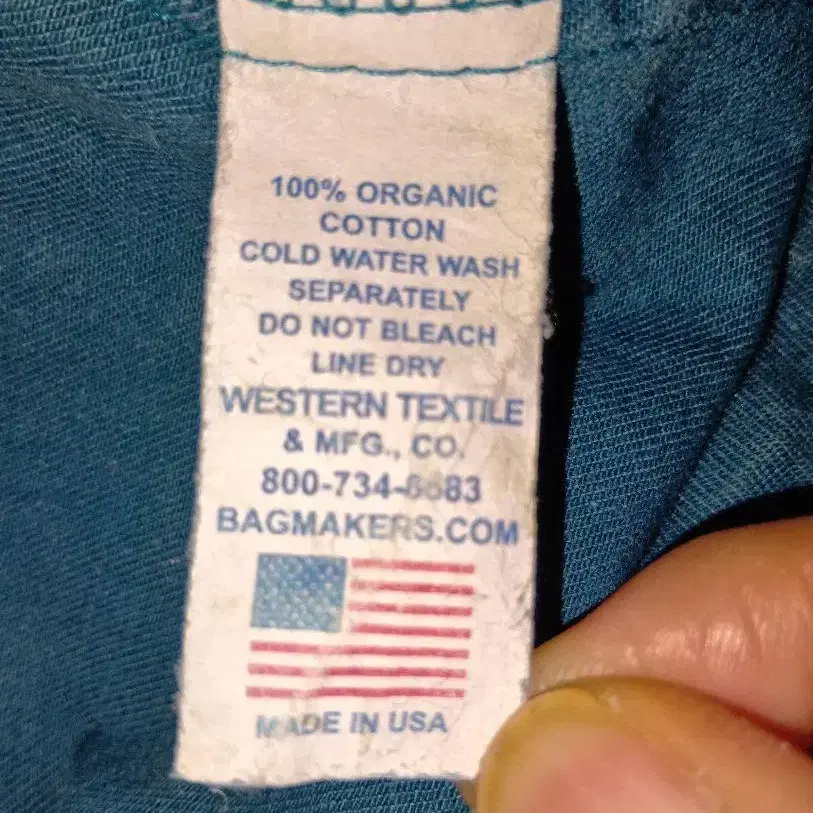 100% ORGANIC
COTTON
COLD WATER WASH
SEPARATELY
DO NOT BLEACH
LINE DRY
WESTERN TEXTILE
& MFG., CO.
BAGMAKERS.COM
MADE IN USA